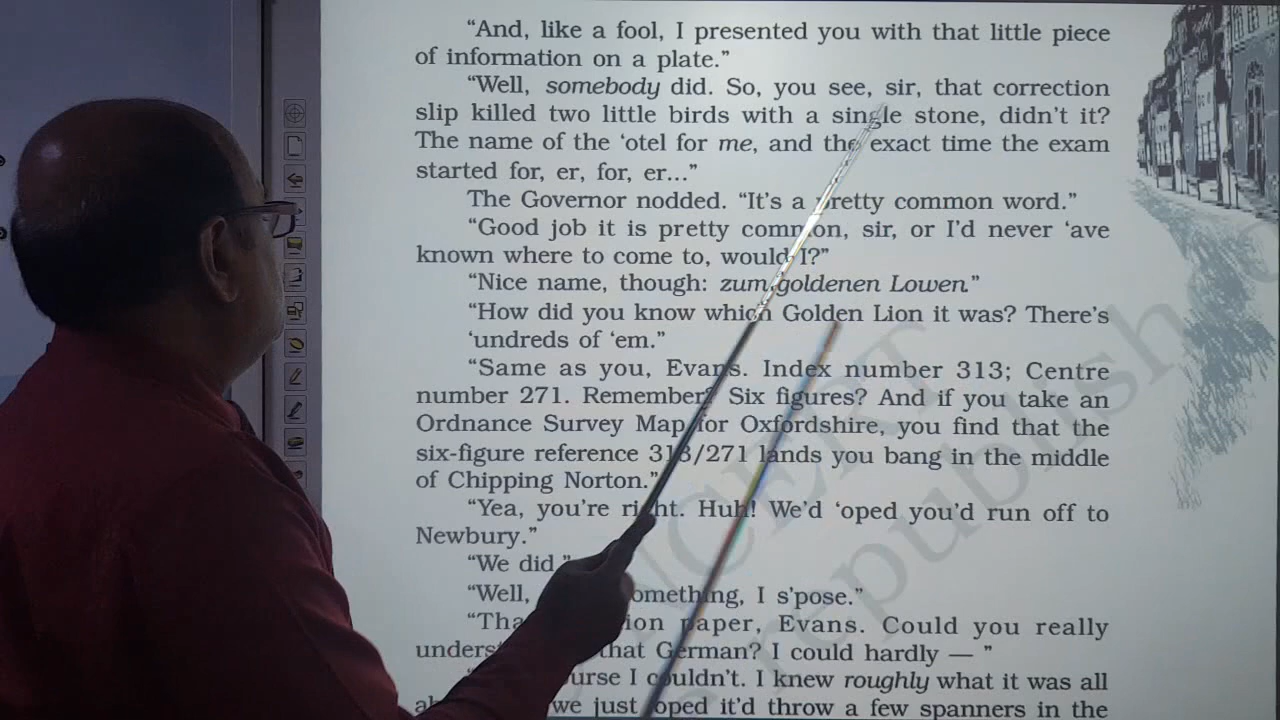 “And, like a fool, I presented you with that little piece
of information on a plate.”
“Well, somebody did. So, you see, sir, that correction
slip killed two little birds with a single stone, didn't it?
The name of the ‘otel for me, and the exact time the exam
started for, er, for, er...”
The Governor nodded. “It's a pretty common word.”
“Good job it is pretty common, sir, or I'd never ‘ave
known where to come to, would I?”
“Nice name, though: zum goldenen Lowen.”
“How did you know which Golden Lion it was? There's
‘undreds of ‘em.”
“Same as you, Evans. Index number 313; Centre
number 271. Remember? Six figures? And if you take an
Ordnance Survey Map for Oxfordshire, you find that the
six-figure reference 313/271 lands you bang in the middle
of Chipping Norton.”
“Yea, you're right. Huh! We'd ‘oped you'd run off to
Newbury.”
“We did.”
“Well, I s'pose.”
paper, Evans. Could you really
that German? I could hardly — ”
I couldn't. I knew roughly what it was all
we just ‘oped it'd throw a few spanners in the
NCERT
republish